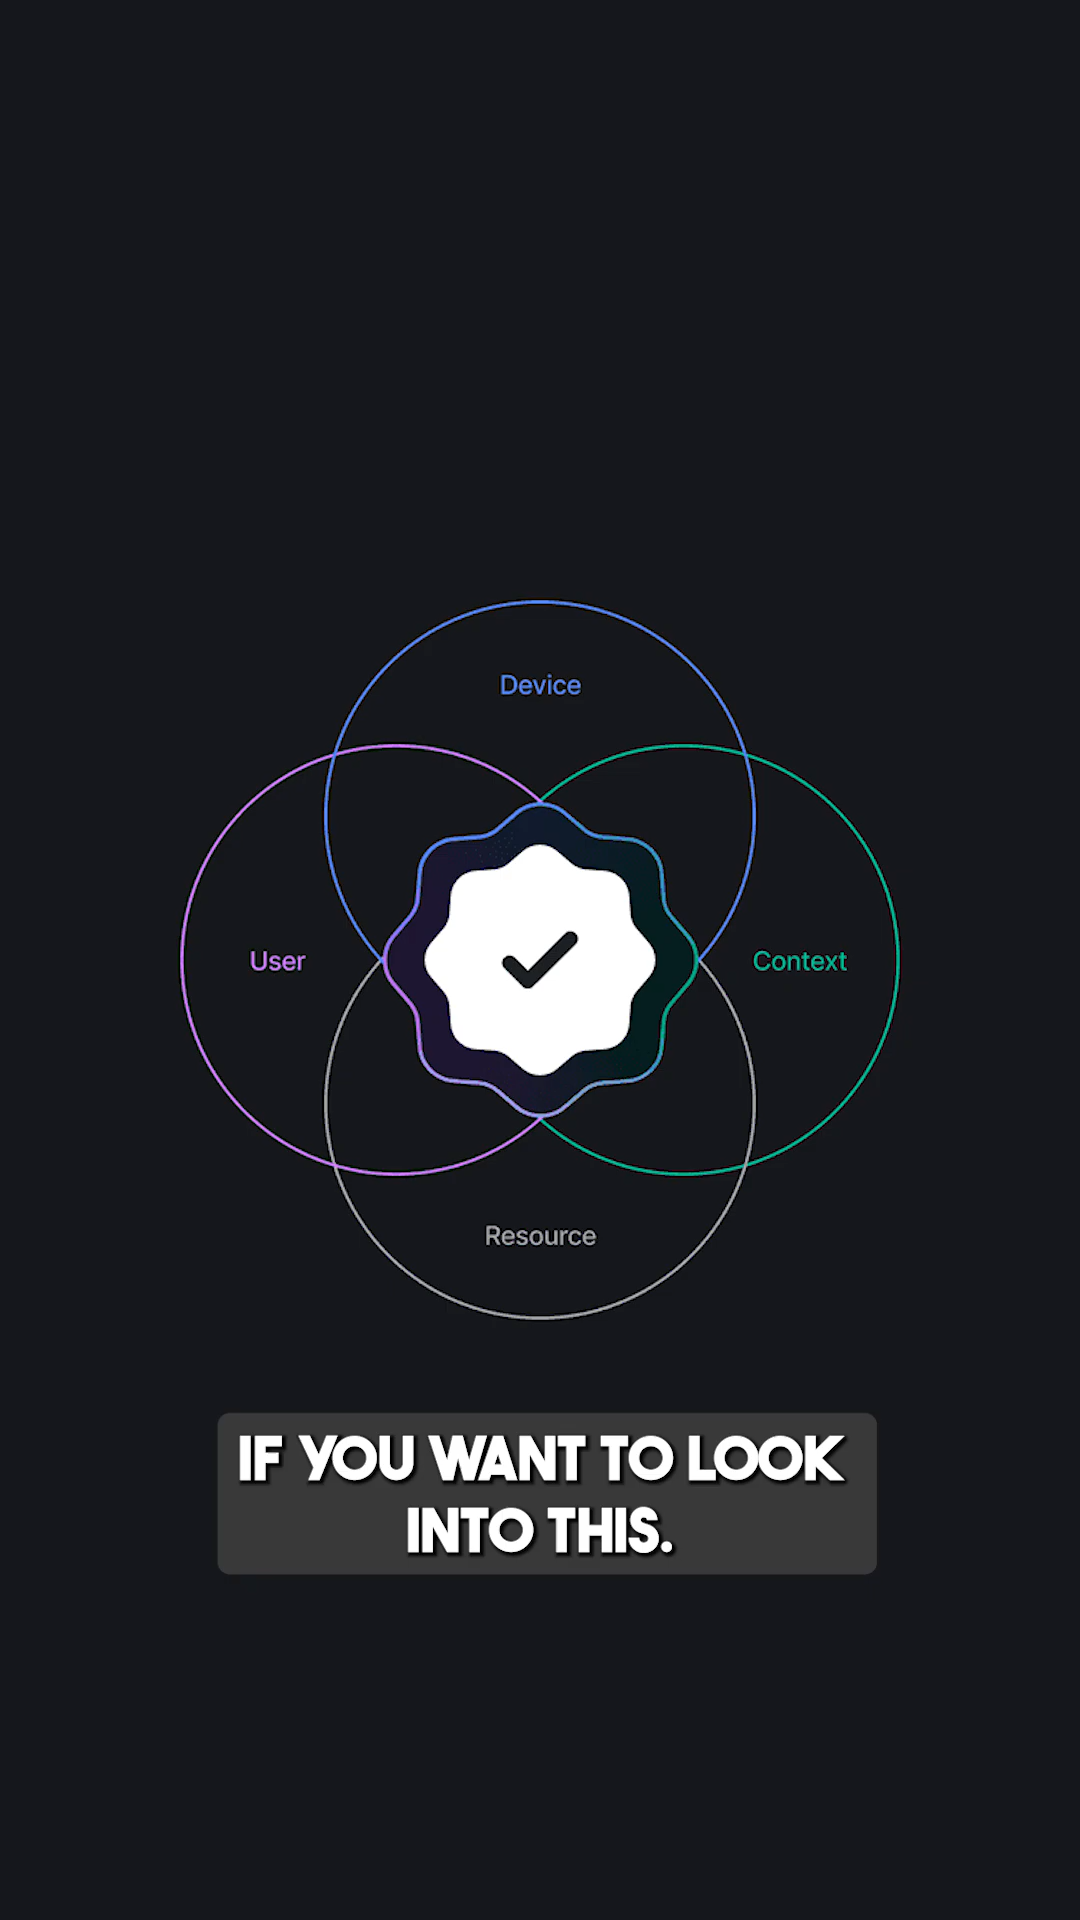 Device
User
Context
Resource
IF YOU WANT TO LOOK
INTO THIS.